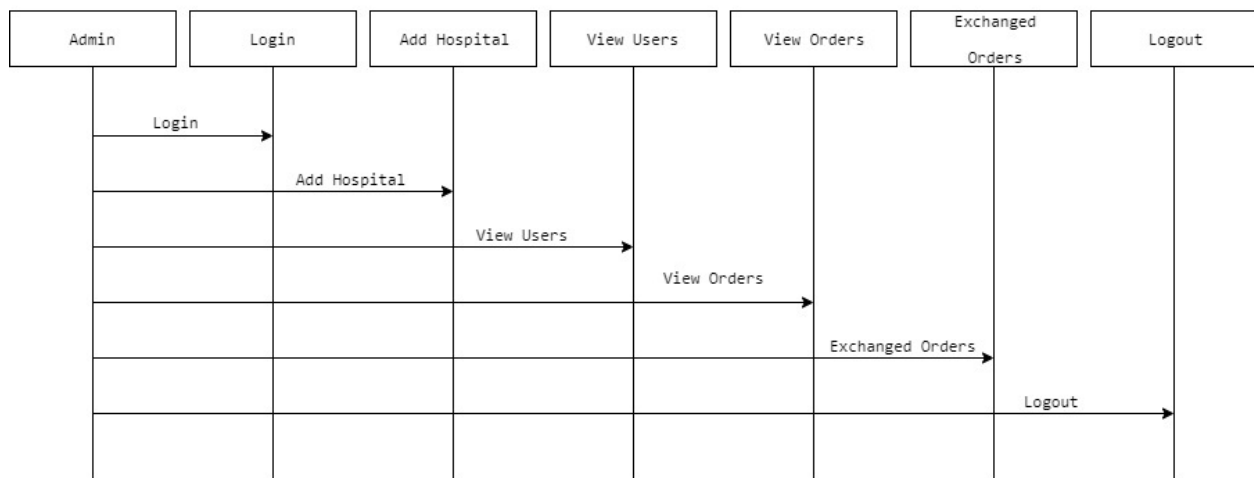 Admin
Login
Add Hospital
View Users
View Orders
Exchanged
Orders
Logout
Login
Add Hospital
View Users
View Orders
Exchanged Orders
Logout